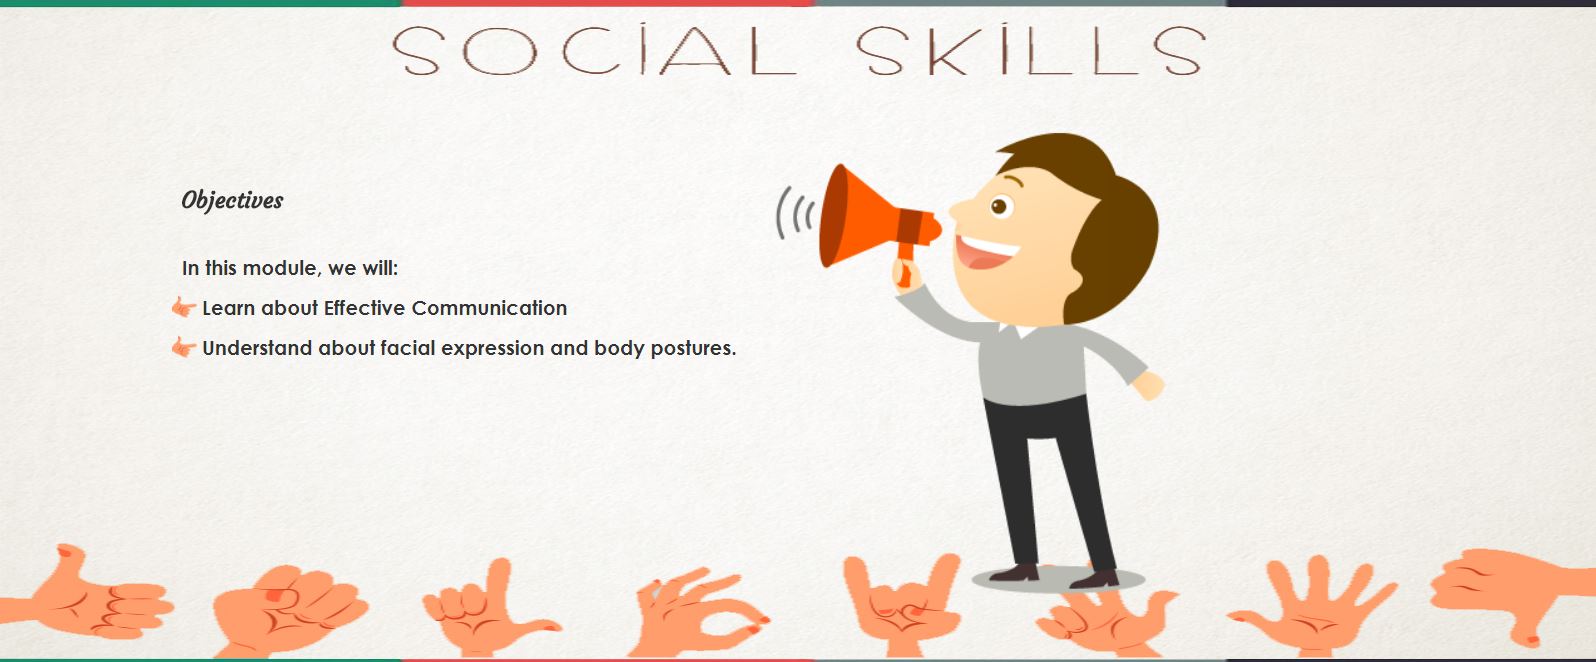 SOCIAL SKILLS
Objectives
In this module, we will:
Learn about Effective Communication
Understand about facial expression and body postures.